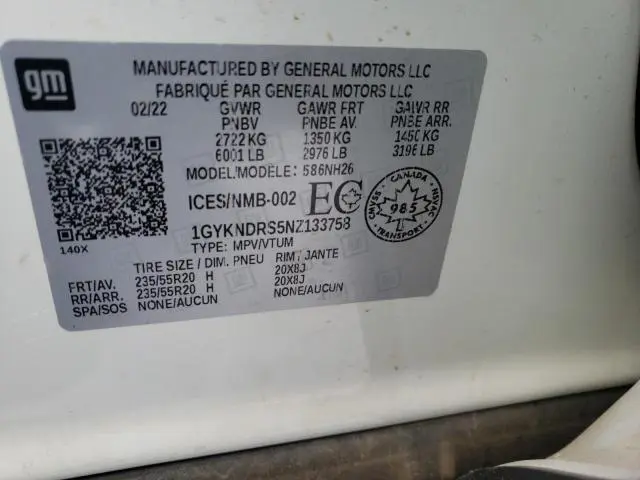 gm
MANUFACTURED BY GENERAL MOTORS LLC
FABRIQUÉ PAR GENERAL MOTORS LLC
02/22 GVWR GAWR FRT GAWR RR
PNBV PNBE AV. PNBE ARR.
2722 KG 1350 KG 1450 KG
6001 LB 2976 LB 3196 LB
MODEL/MODÈLE: 586NH26
ICES/NMB-002 EC
CANADA
CMVSS 985 NSVAC
TRANSPORT
1GYKNDRS5NZ133758
140X
TYPE: MPV/VTUM
TIRE SIZE / DIM. PNEU RIM / JANTE
FRT/AV. 235/55R20 H 20X8J
RR/ARR. 235/55R20 H 20X8J
SPA/SOS NONE/AUCUN NONE/AUCUN